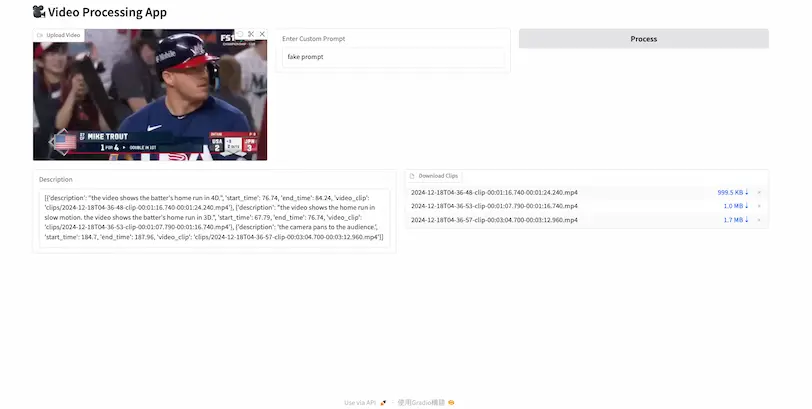 Video Processing App
Upload Video
FS1
CHAMPIONSHIP
Mobile
MIKE TROUT
1 FOR 4 ▸ DOUBLE IN 1ST
USA 2
JPN 3
Enter Custom Prompt
fake prompt
Process
Description
[{'description': "the video shows the batter's home run in 4D.", 'start_time': 76.74, 'end_time': 84.24, 'video_clip':
'clips/2024-12-18T04-36-48-clip-00:01:16.740-00:01:24.240.mp4'}, {'description': "the video shows the home run in
slow motion. the video shows the batter's home run in 3D.", 'start_time': 67.79, 'end_time': 76.74, 'video_clip':
'clips/2024-12-18T04-36-53-clip-00:01:07.790-00:01:16.740.mp4'}, {'description': 'the camera pans to the audience.',
'start_time': 184.7, 'end_time': 187.96, 'video_clip': 'clips/2024-12-18T04-36-57-clip-00:03:04.700-00:03:12.960.mp4'}]
Download Clips
2024-12-18T04-36-48-clip-00:01:16.740-00:01:24.240.mp4 999.5 KB ⇣ ×
2024-12-18T04-36-53-clip-00:01:07.790-00:01:16.740.mp4 1.0 MB ⇣ ×
2024-12-18T04-36-57-clip-00:03:04.700-00:03:12.960.mp4 1.7 MB ⇣ ×
Use via API · 使用Gradio構建